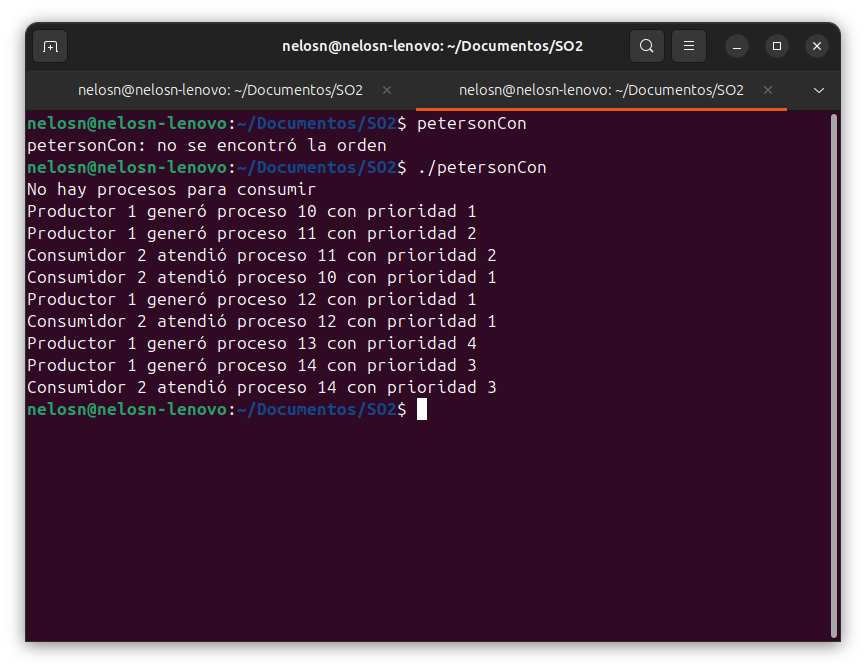 nelosn@nelosn-lenovo: ~/Documentos/SO2
nelosn@nelosn-lenovo: ~/Documentos/SO2
nelosn@nelosn-lenovo: ~/Documentos/SO2
nelosn@nelosn-lenovo:~/Documentos/SO2$ petersonCon
petersonCon: no se encontró la orden
nelosn@nelosn-lenovo:~/Documentos/SO2$ ./petersonCon
No hay procesos para consumir
Productor 1 generó proceso 10 con prioridad 1
Productor 1 generó proceso 11 con prioridad 2
Consumidor 2 atendió proceso 11 con prioridad 2
Consumidor 2 atendió proceso 10 con prioridad 1
Productor 1 generó proceso 12 con prioridad 1
Consumidor 2 atendió proceso 12 con prioridad 1
Productor 1 generó proceso 13 con prioridad 4
Productor 1 generó proceso 14 con prioridad 3
Consumidor 2 atendió proceso 14 con prioridad 3
nelosn@nelosn-lenovo:~/Documentos/SO2$